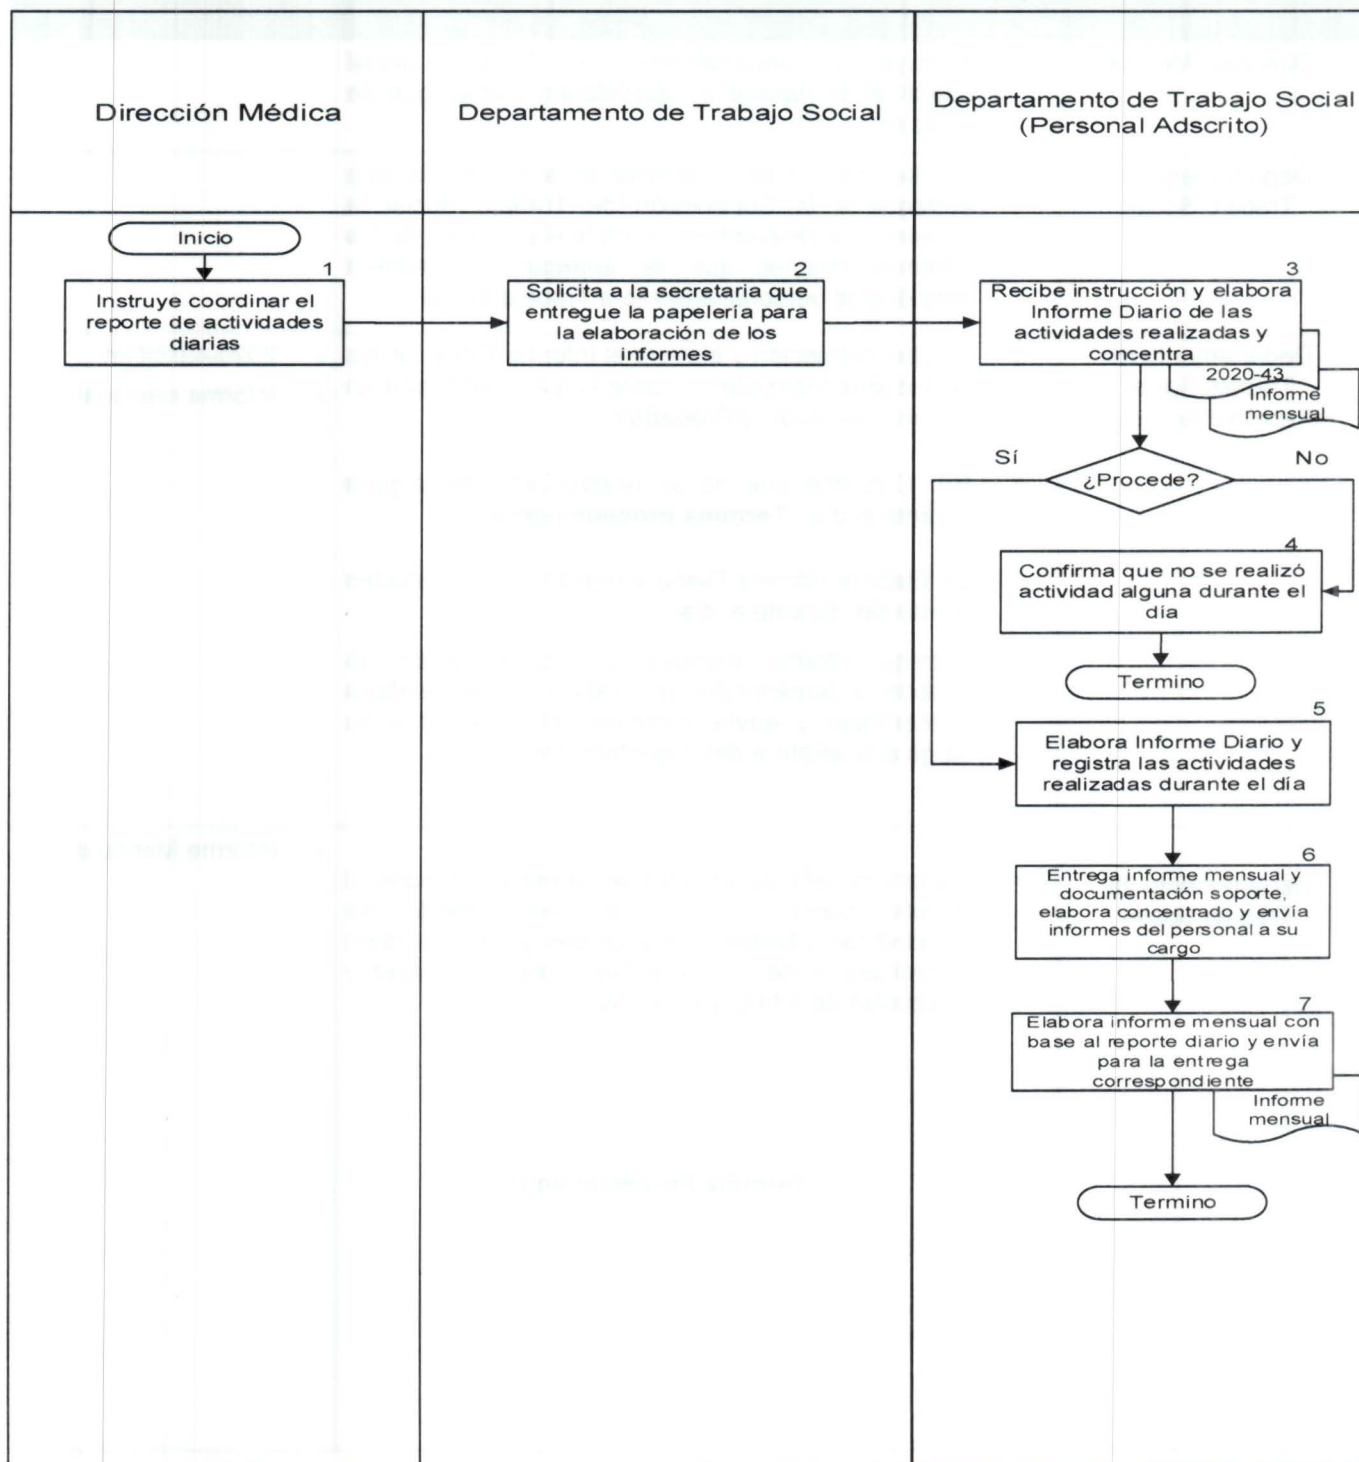 Dirección Médica
Departamento de Trabajo Social
Departamento de Trabajo Social
(Personal Adscrito)
Inicio
1
Instruye coordinar el
reporte de actividades
diarias
2
Solicita a la secretaria que
entregue la papelería para
la elaboración de los
informes
3
Recibe instrucción y elabora
Informe Diario de las
actividades realizadas y
concentra
2020-43
Informe
mensual
Sí
¿Procede?
No
4
Confirma que no se realizó
actividad alguna durante el
día
Termino
5
Elabora Informe Diario y
registra las actividades
realizadas durante el día
6
Entrega informe mensual y
documentación soporte,
elabora concentrado y envía
informes del personal a su
cargo
7
Elabora informe mensual con
base al reporte diario y envía
para la entrega
correspondiente
Informe
mensual
Termino